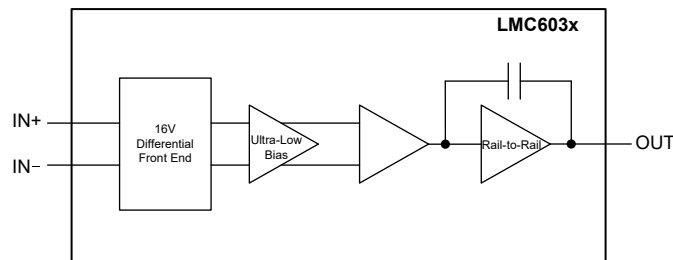 LMC603x
IN+
IN−
16V
Differential
Front End
Ultra-Low
Bias
Rail-to-Rail
OUT